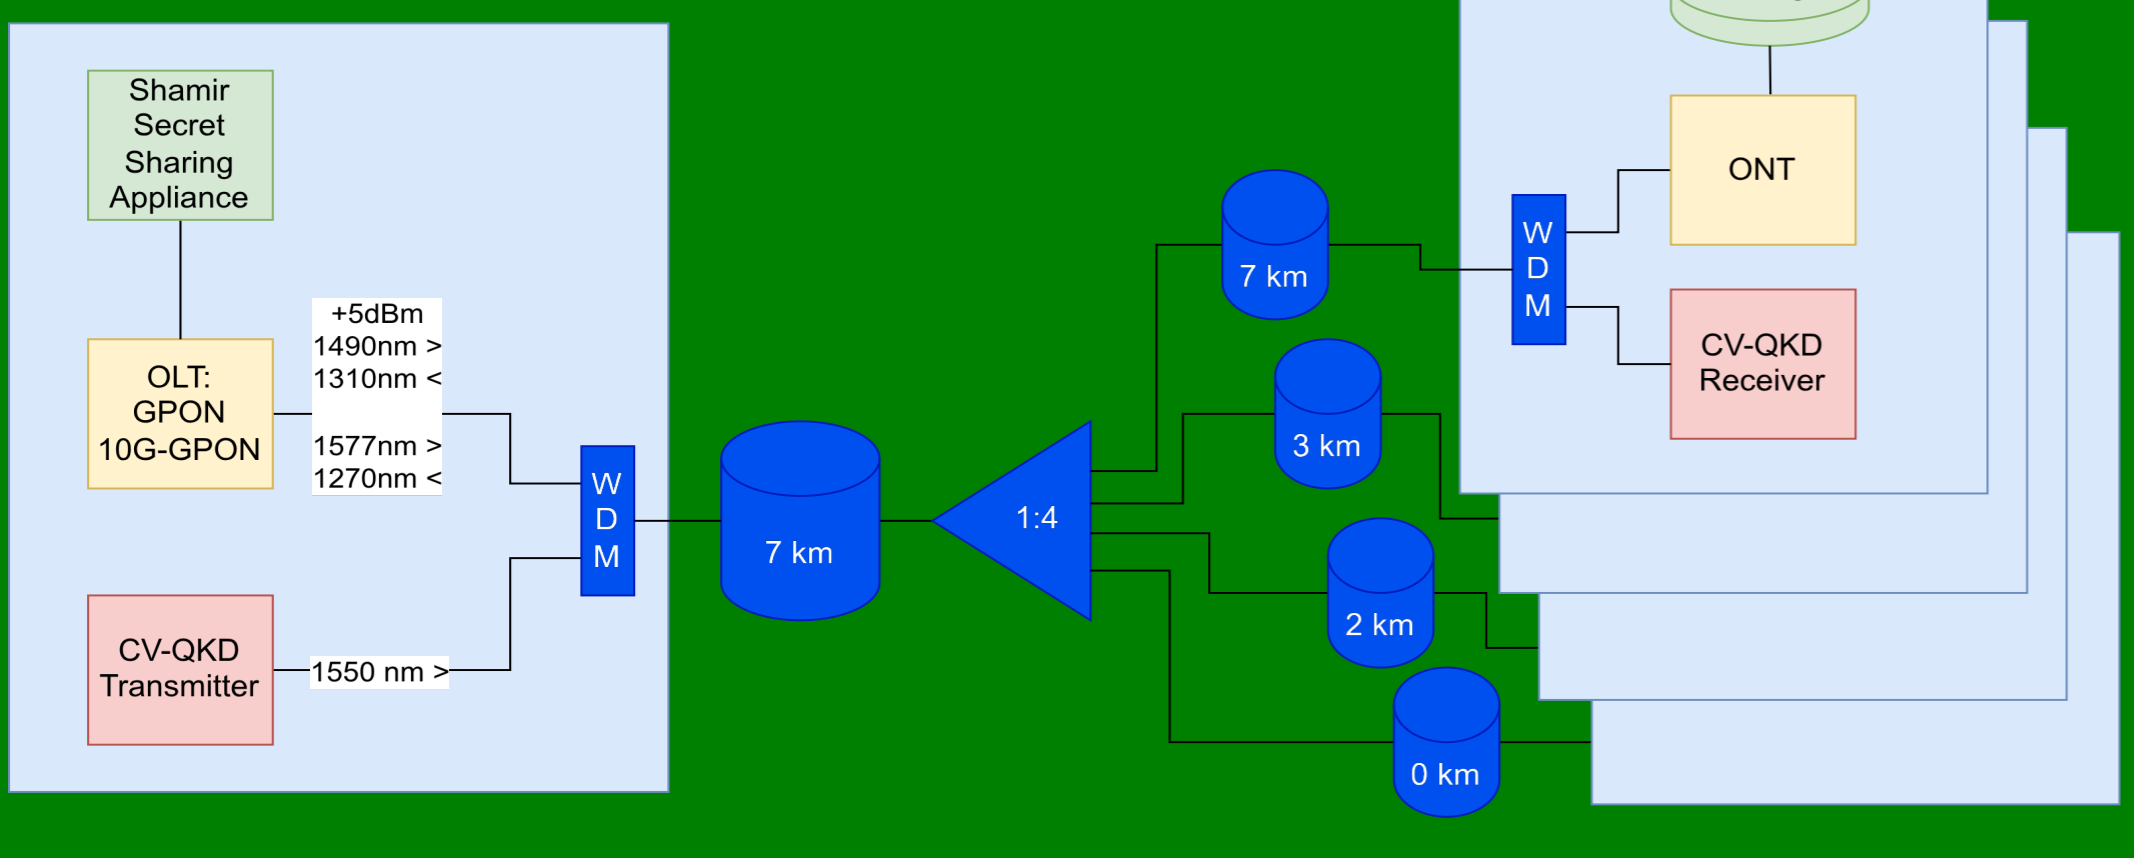 Shamir
Secret
Sharing
Appliance
OLT:
GPON
10G-GPON
+5dBm
1490nm >
1310nm <
1577nm >
1270nm <
CV-QKD
Transmitter
1550 nm >
W
D
M
7 km
1:4
7 km
3 km
2 km
0 km
W
D
M
ONT
CV-QKD
Receiver